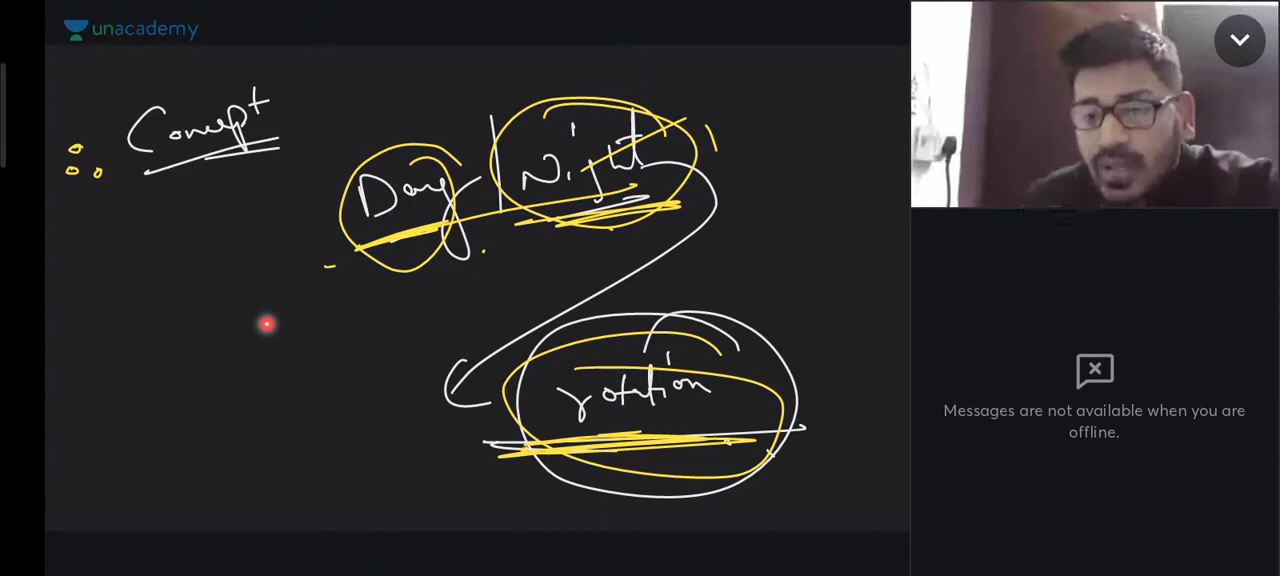 unacademy
Concept
Day | Night
rotation
Messages are not available when you are
offline.